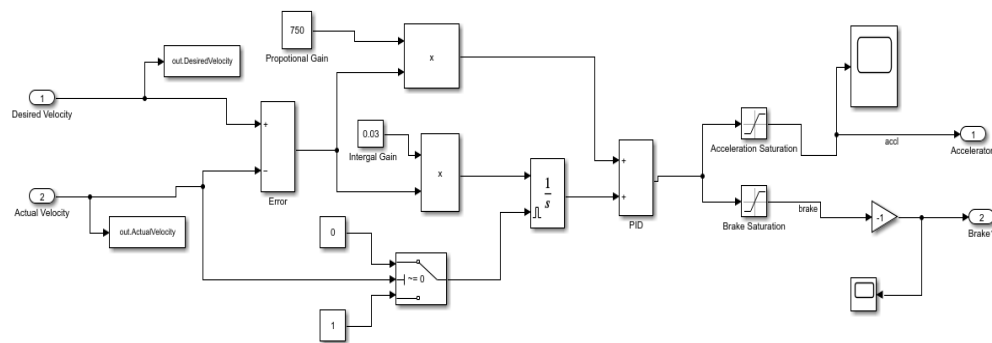 750
Propotional Gain
out.DesiredVelocity
1
Desired Velocity
x
+
−
Error
0.03
Intergal Gain
x
1
s
+
+
PID
Acceleration Saturation
accl
1
Accelerator
2
Actual Velocity
out.ActualVelocity
0
~= 0
1
Brake Saturation
brake
-1
2
Brake'